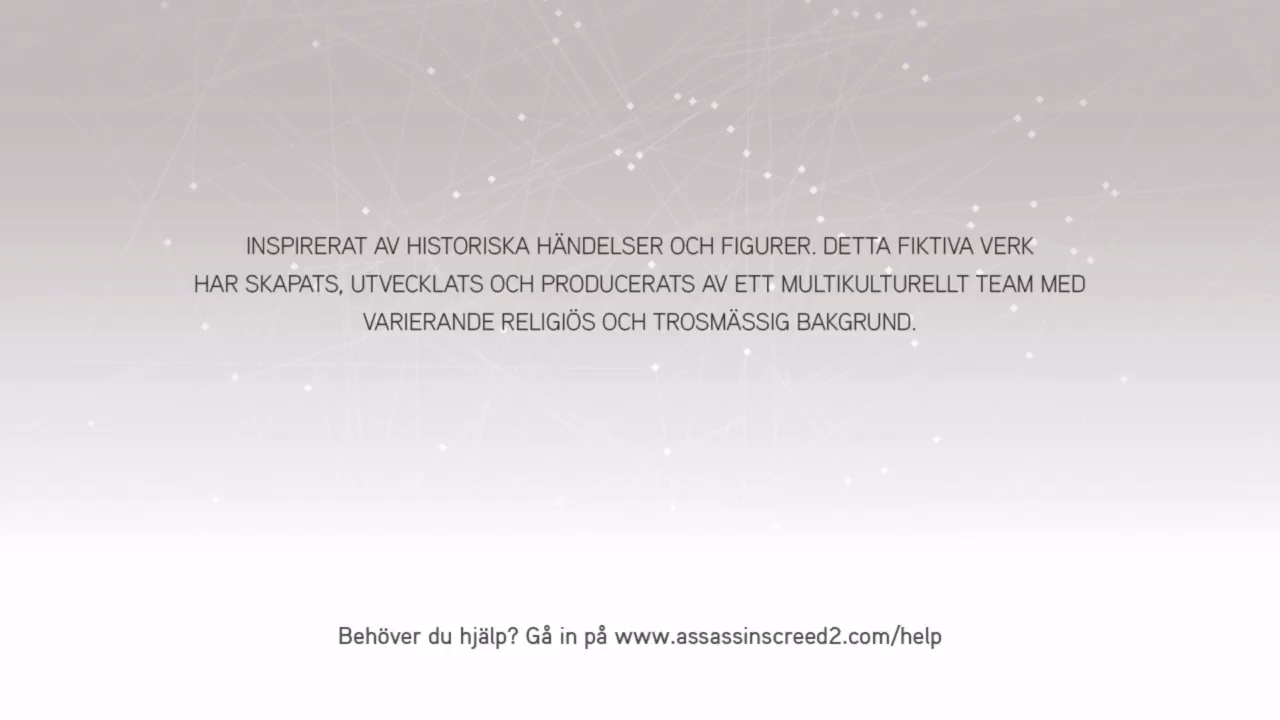 INSPIRERAT AV HISTORISKA HÄNDELSER OCH FIGURER. DETTA FIKTIVA VERK
HAR SKAPATS, UTVECKLATS OCH PRODUCERATS AV ETT MULTIKULTURELLT TEAM MED
VARIERANDE RELIGIÖS OCH TROSMÄSSIG BAKGRUND.
Behöver du hjälp? Gå in på www.assassinscreed2.com/help